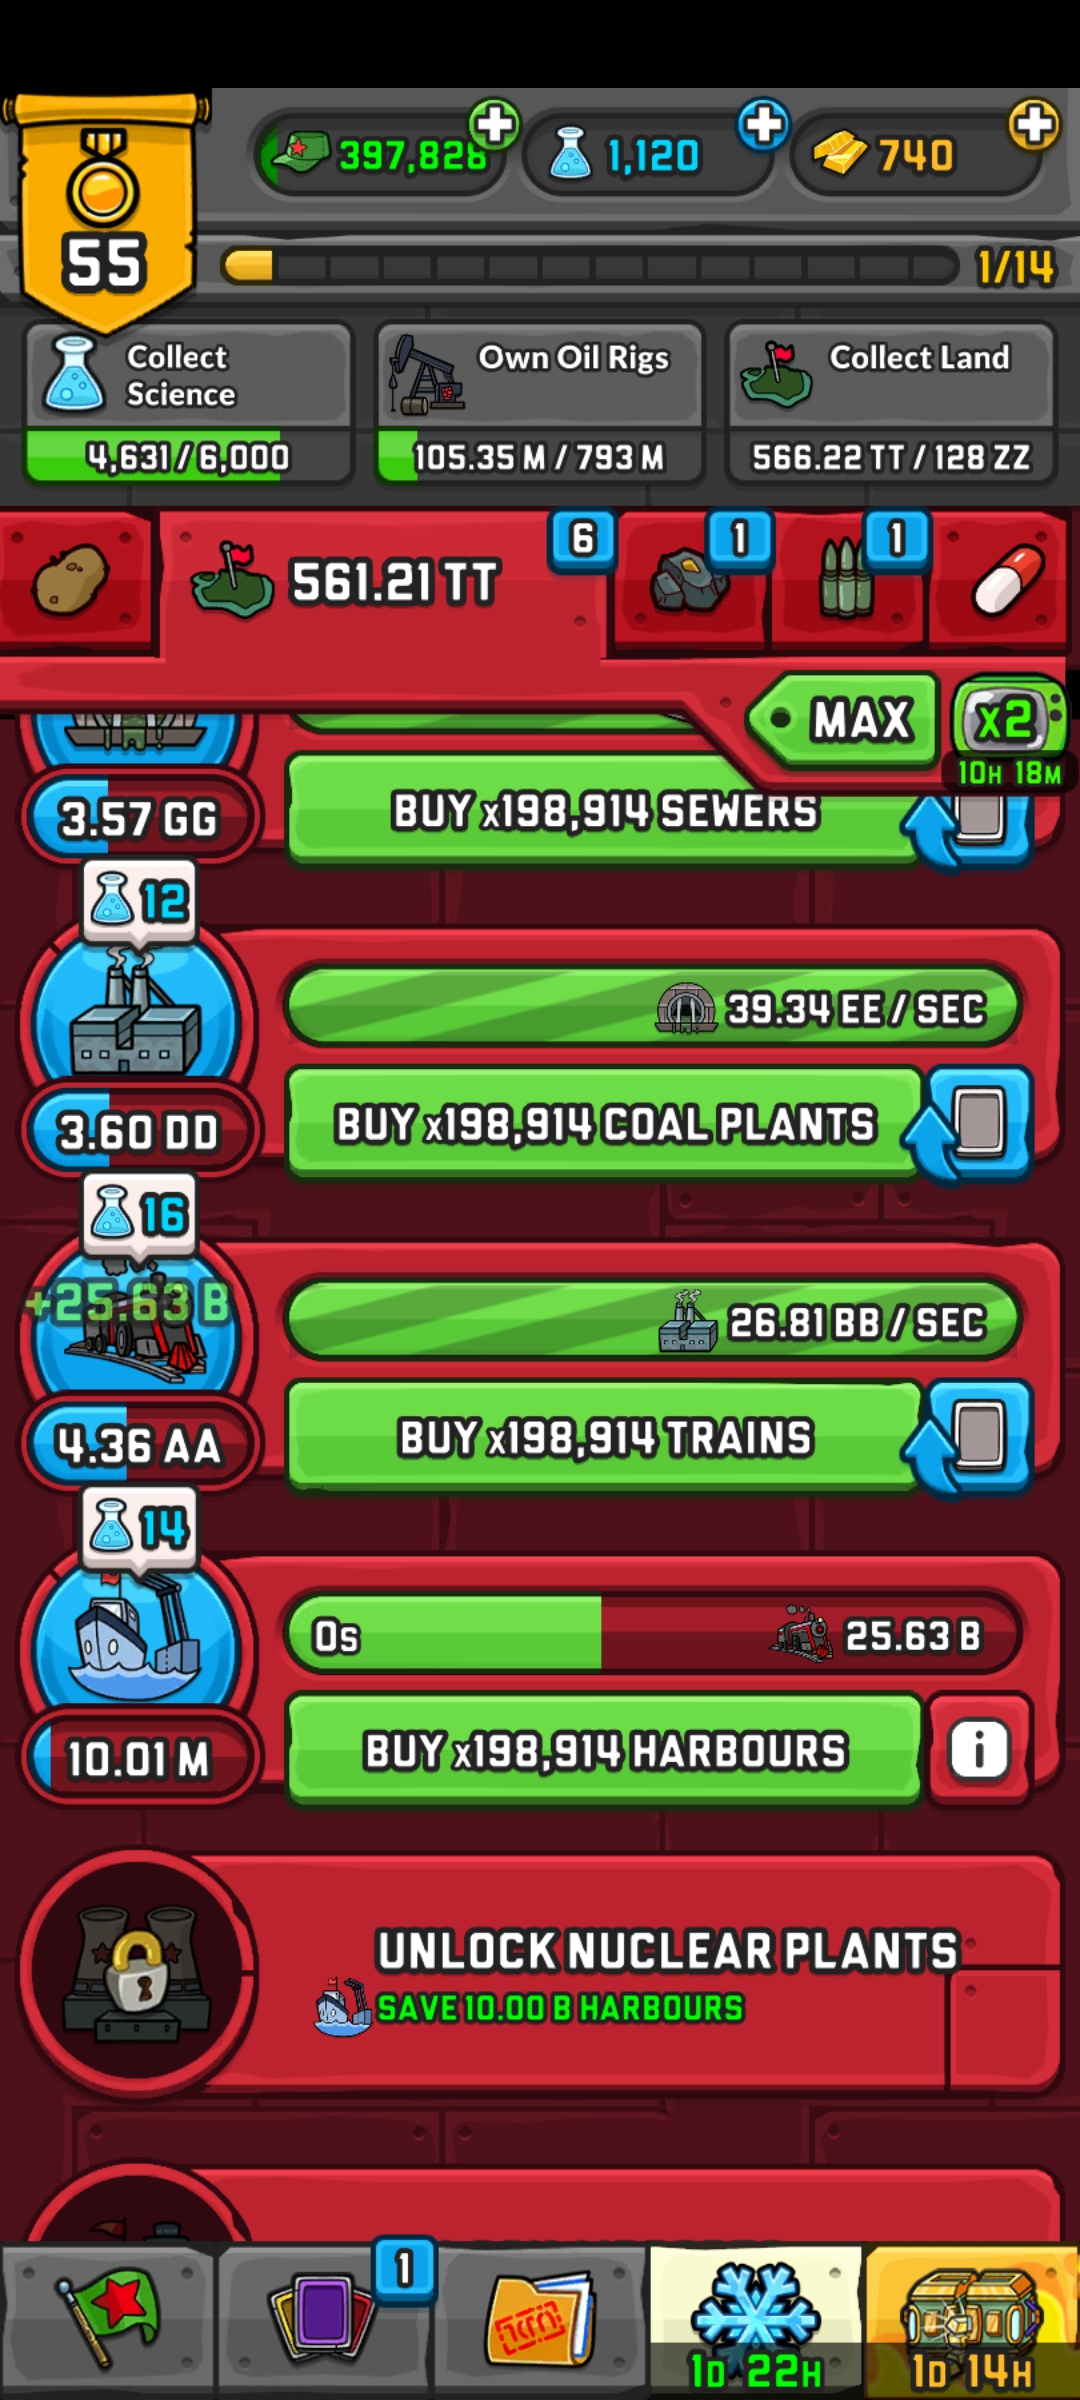 397,828
1,120
740
55
1/14
Collect Science
4,631/6,000
Own Oil Rigs
105.35 M / 793 M
Collect Land
566.22 TT / 128 ZZ
561.21 TT
6
1
1
MAX
x2
10H 18M
BUY x198,914 SEWERS
3.57 GG
12
39.34 EE / SEC
BUY x198,914 COAL PLANTS
3.60 DD
16
+25.63 B
26.81 BB / SEC
BUY x198,914 TRAINS
4.36 AA
14
0s
25.63 B
BUY x198,914 HARBOURS
i
10.01 M
UNLOCK NUCLEAR PLANTS
SAVE 10.00 B HARBOURS
1
1D 22H
1D 14H